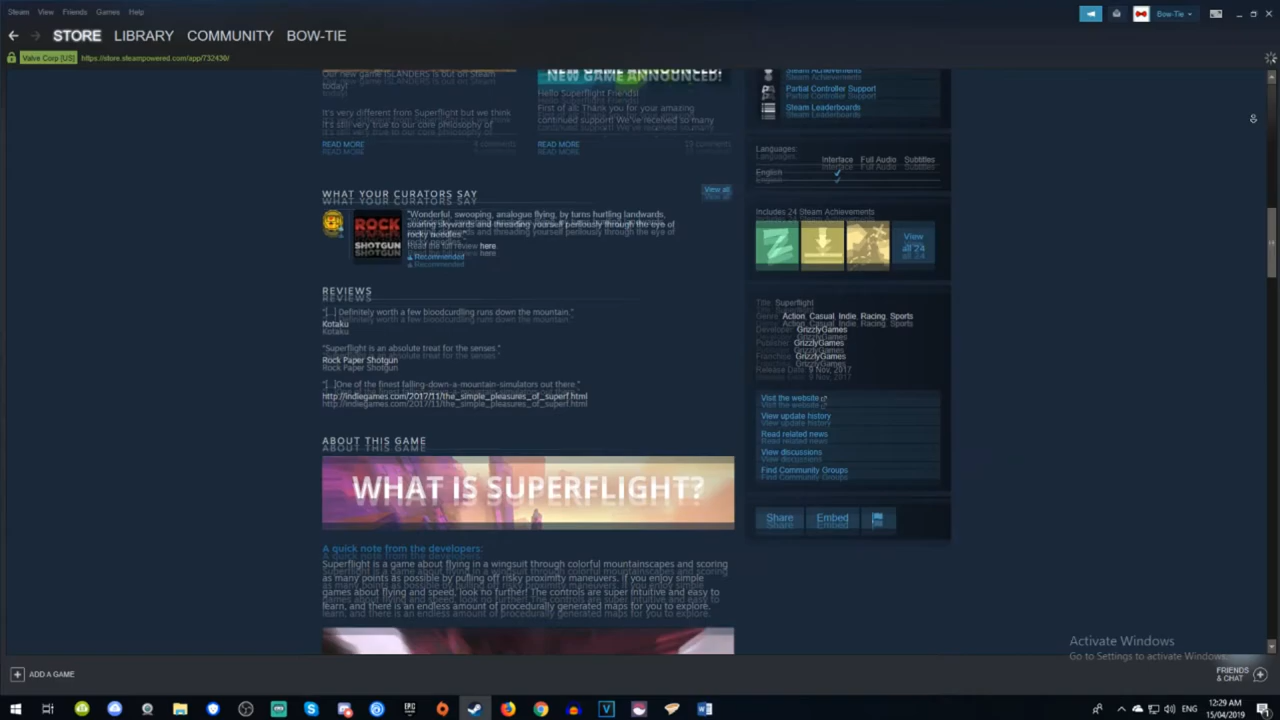 Steam View Friends Games Help
Bow-Tie
STORE LIBRARY COMMUNITY BOW-TIE
Valve Corp [US] https://store.steampowered.com/app/732430/
Our new game ISLANDERS is out on Steam
today!
It's very different from Superflight but we think
it's still very true to our core philosophy of
READ MORE
4 comments
NEW GAME ANNOUNCED!
Hello Superflight Friends!
First of all: Thank you for your amazing
continued support! We've received so many
READ MORE
comments
WHAT YOUR CURATORS SAY
View all
ROCK
SHOTGUN
"Wonderful, swooping, analogue flying, by turns hurtling landwards,
soaring skywards and threading yourself perilously through the eye of
rocky needles."
Read the full review here.
Recommended
REVIEWS
"[...] Definitely worth a few bloodcurdling runs down the mountain."
Kotaku
"Superflight is an absolute treat for the senses."
Rock Paper Shotgun
"[...]One of the finest falling-down-a-mountain-simulators out there."
http://indiegames.com/2017/11/the_simple_pleasures_of_superf.html
ABOUT THIS GAME
WHAT IS SUPERFLIGHT?
A quick note from the developers:
Superflight is a game about flying in a wingsuit through colorful mountainscapes and scoring
as many points as possible by pulling off risky proximity maneuvers. If you enjoy simple
games about flying and speed, look no further! The controls are super intuitive and easy to
learn, and there is an endless amount of procedurally generated maps for you to explore.
Steam Achievements
Partial Controller Support
Steam Leaderboards
Languages:
Interface Full Audio Subtitles
English ✓
Includes 24 Steam Achievements
View
all 24
Title: Superflight
Genre: Action, Casual, Indie, Racing, Sports
Developer: GrizzlyGames
Publisher: GrizzlyGames
Franchise: GrizzlyGames
Release Date: 9 Nov, 2017
Visit the website
View update history
Read related news
View discussions
Find Community Groups
Share Embed
Activate Windows
Go to Settings to activate Windows.
ADD A GAME
FRIENDS
& CHAT
EPIC
ENG
12:29 AM
15/04/2019